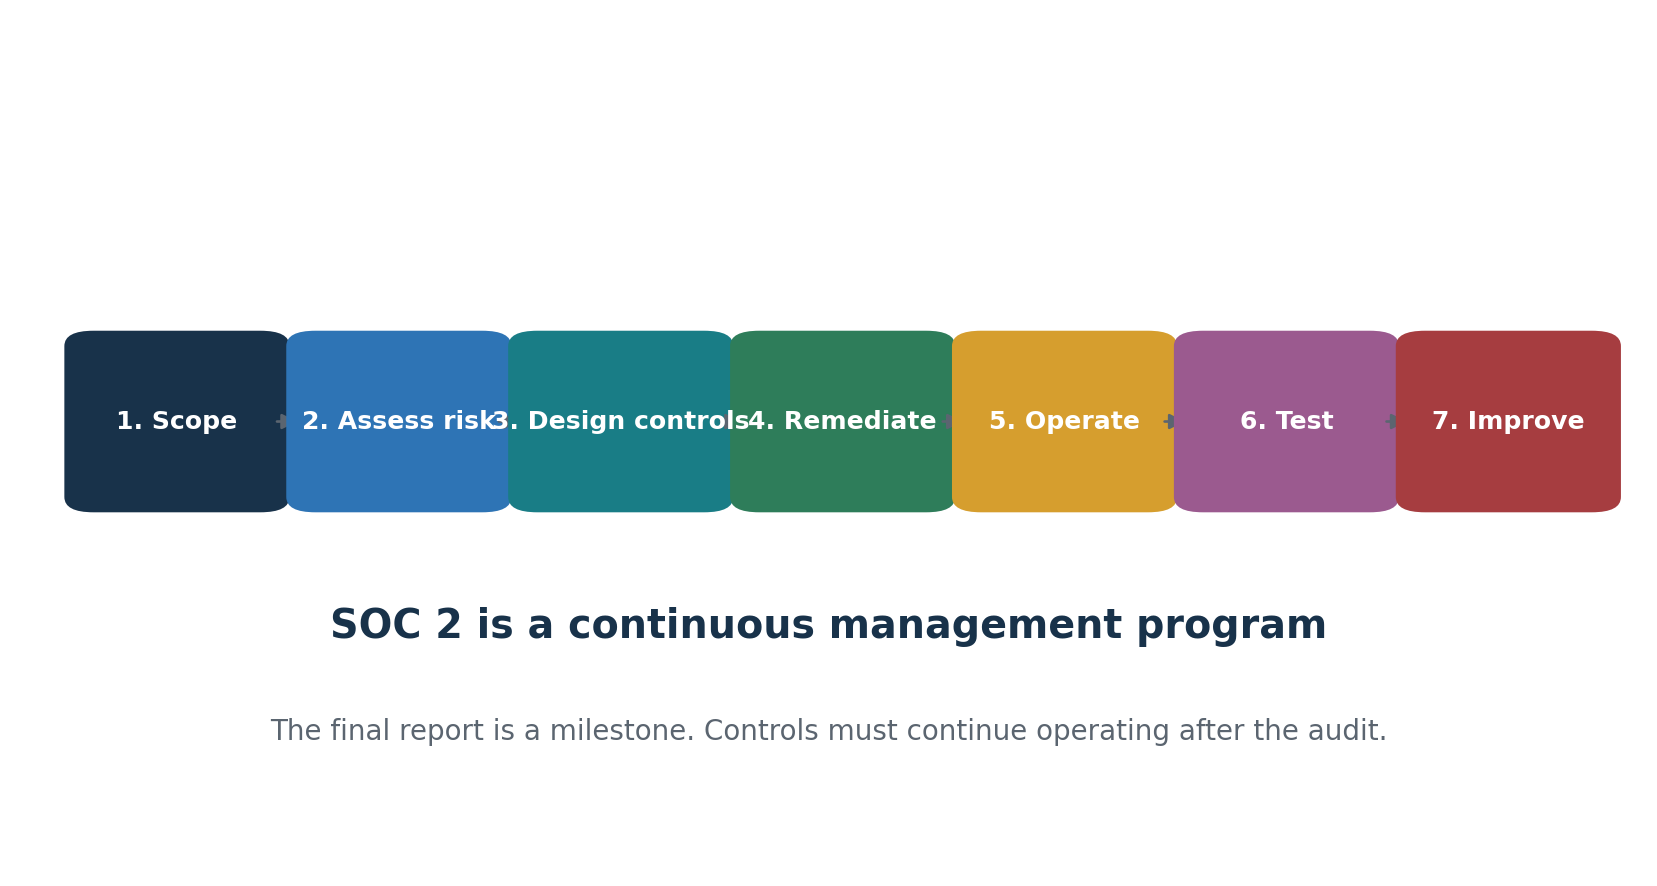 1. Scope
2. Assess risk
3. Design controls
4. Remediate
5. Operate
6. Test
7. Improve
SOC 2 is a continuous management program
The final report is a milestone. Controls must continue operating after the audit.